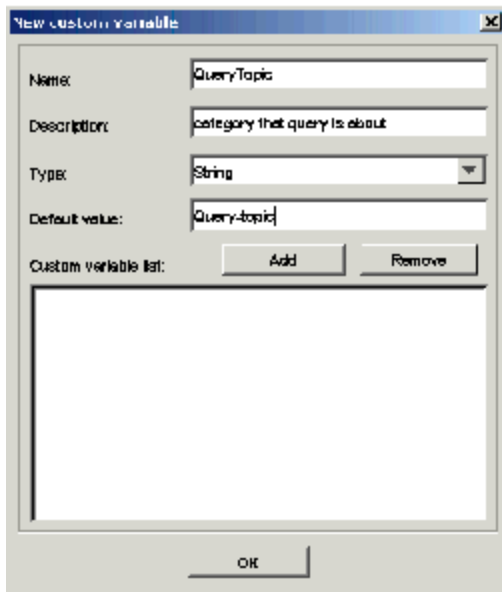 New custom variable
Name: QueryTopic
Description: category that query is about
Type: String
Default value: Query-topic
Custom variable list: Add Remove
OK